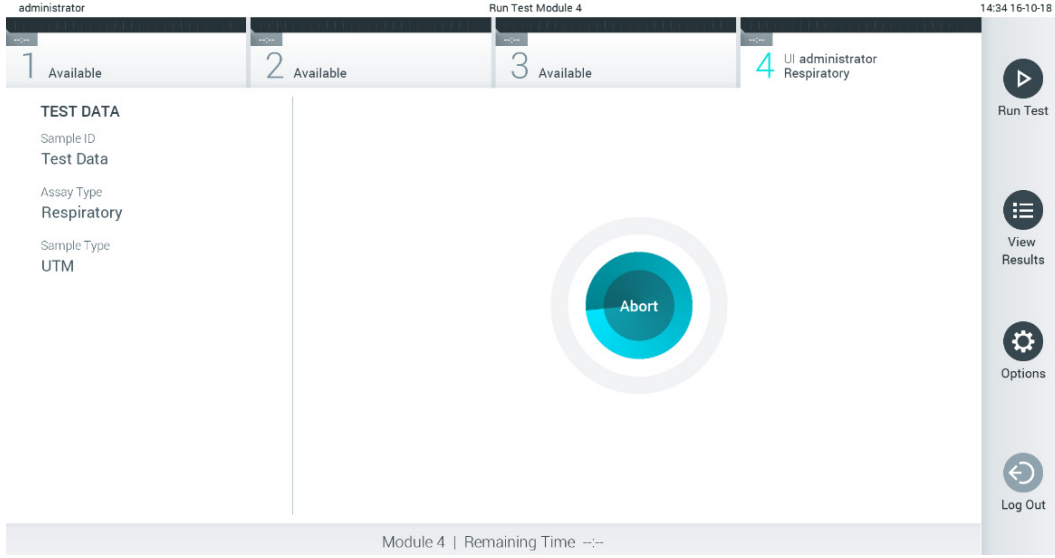 administrator
Run Test Module 4
14:34 16-10-18
--:--
--:--
--:--
--:--
1 Available
2 Available
3 Available
4 UI administrator
Respiratory
TEST DATA
Sample ID
Test Data
Assay Type
Respiratory
Sample Type
UTM
Abort
Run Test
View
Results
Options
Log Out
Module 4 | Remaining Time --:--